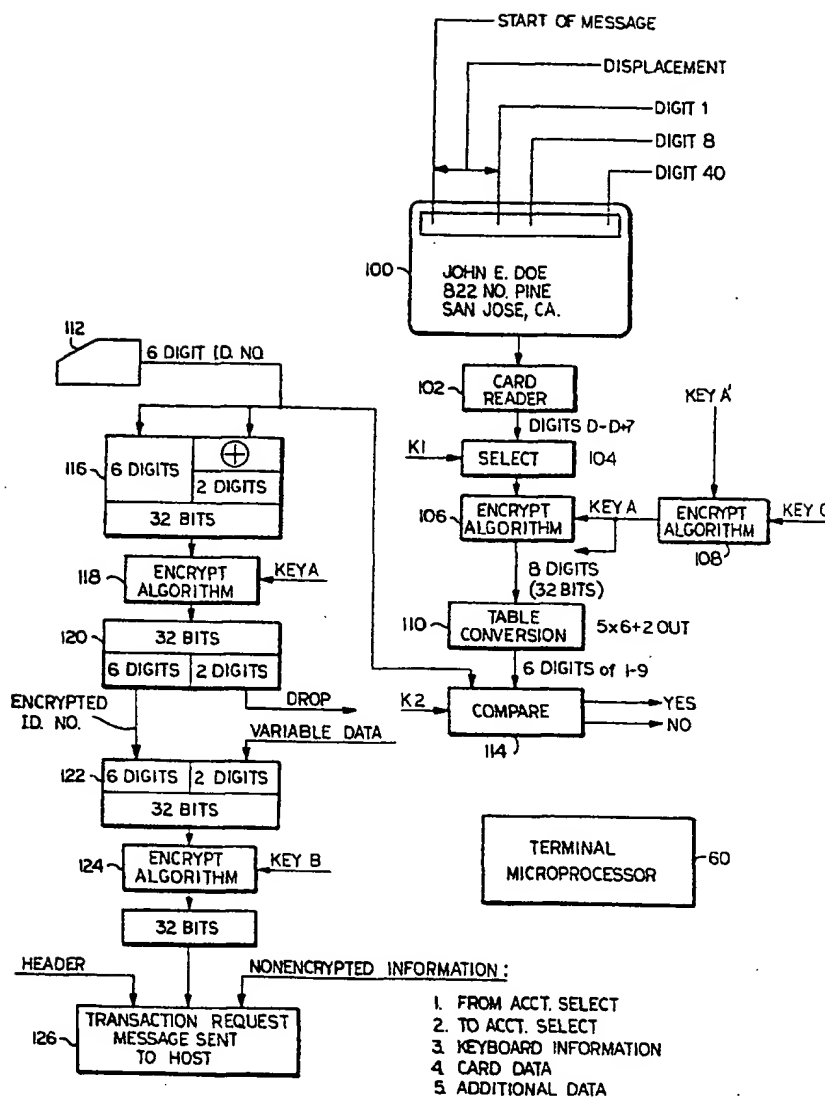 START OF MESSAGE
DISPLACEMENT
DIGIT 1
DIGIT 8
DIGIT 40
100
JOHN E. DOE
822 NO. PINE
SAN JOSE, CA.
112
6 DIGIT I.D. NO.
102
CARD
READER
KEY A'
DIGITS D-D+7
K1
SELECT
104
116
6 DIGITS
2 DIGITS
32 BITS
106
ENCRYPT
ALGORITHM
KEY A
ENCRYPT
ALGORITHM
108
KEY C
118
ENCRYPT
ALGORITHM
KEY A
8 DIGITS
(32 BITS)
110
TABLE
CONVERSION
5x6+2 OUT
120
32 BITS
6 DIGITS
2 DIGITS
DROP
6 DIGITS of 1-9
K2
COMPARE
YES
NO
114
ENCRYPTED
I.D. NO.
VARIABLE DATA
122
6 DIGITS
2 DIGITS
32 BITS
124
ENCRYPT
ALGORITHM
KEY B
TERMINAL
MICROPROCESSOR
60
32 BITS
HEADER
NONENCRYPTED INFORMATION:
126
TRANSACTION REQUEST
MESSAGE SENT
TO HOST
1. FROM ACCT. SELECT
2. TO ACCT. SELECT
3. KEYBOARD INFORMATION
4. CARD DATA
5. ADDITIONAL DATA